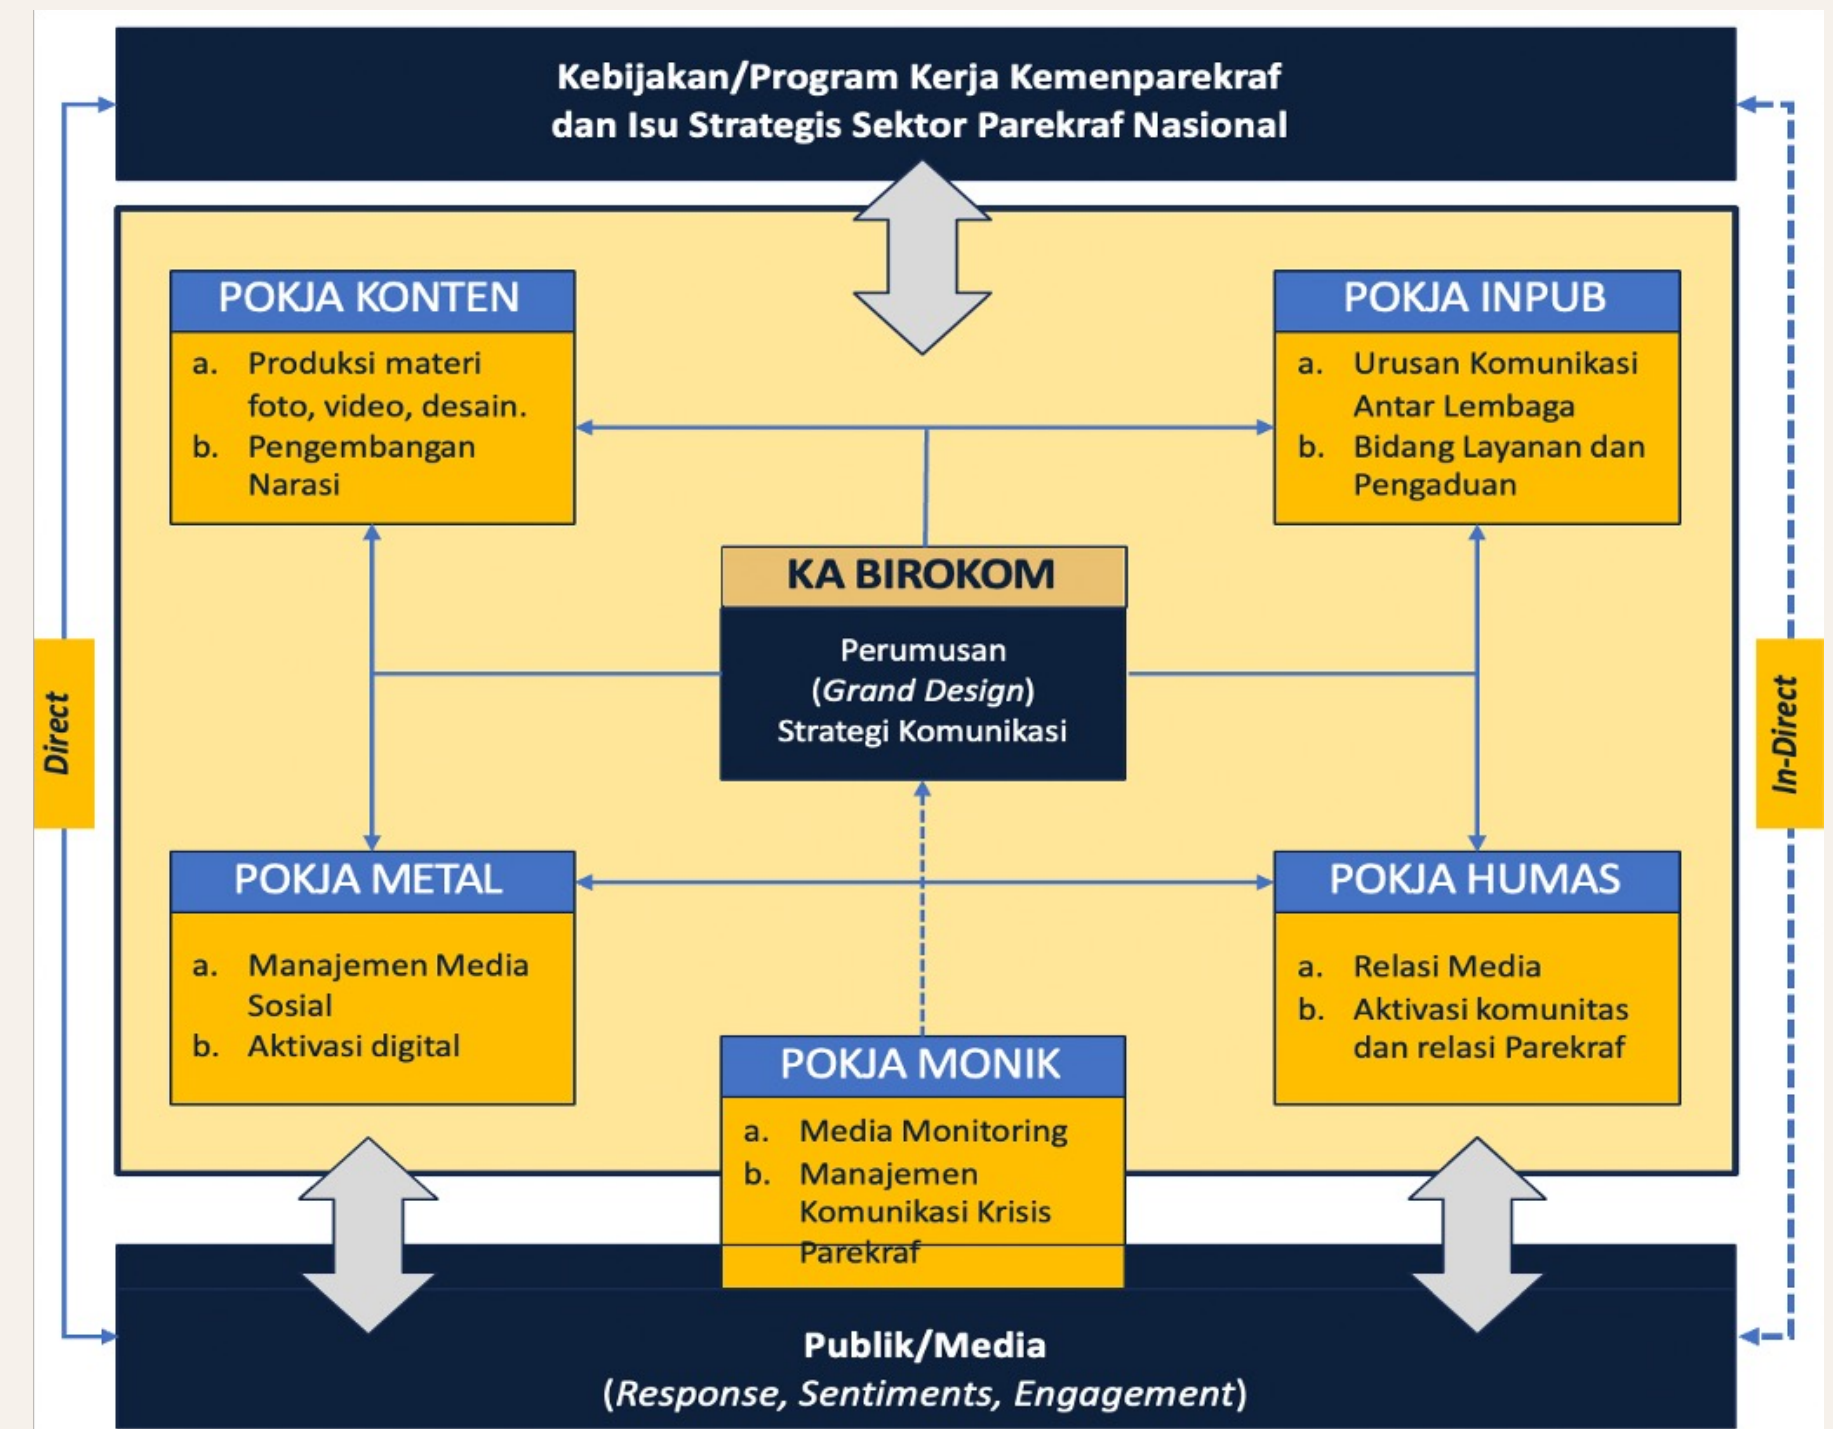 Kebijakan/Program Kerja Kemenparekraf
dan Isu Strategis Sektor Parekraf Nasional
POKJA KONTEN
a. Produksi materi
foto, video, desain.
b. Pengembangan
Narasi
POKJA INPUB
a. Urusan Komunikasi
Antar Lembaga
b. Bidang Layanan dan
Pengaduan
KA BIROKOM
Perumusan
(Grand Design)
Strategi Komunikasi
Direct
In-Direct
POKJA METAL
a. Manajemen Media
Sosial
b. Aktivasi digital
POKJA HUMAS
a. Relasi Media
b. Aktivasi komunitas
dan relasi Parekraf
POKJA MONIK
a. Media Monitoring
b. Manajemen
Komunikasi Krisis
Parekraf
Publik/Media
(Response, Sentiments, Engagement)